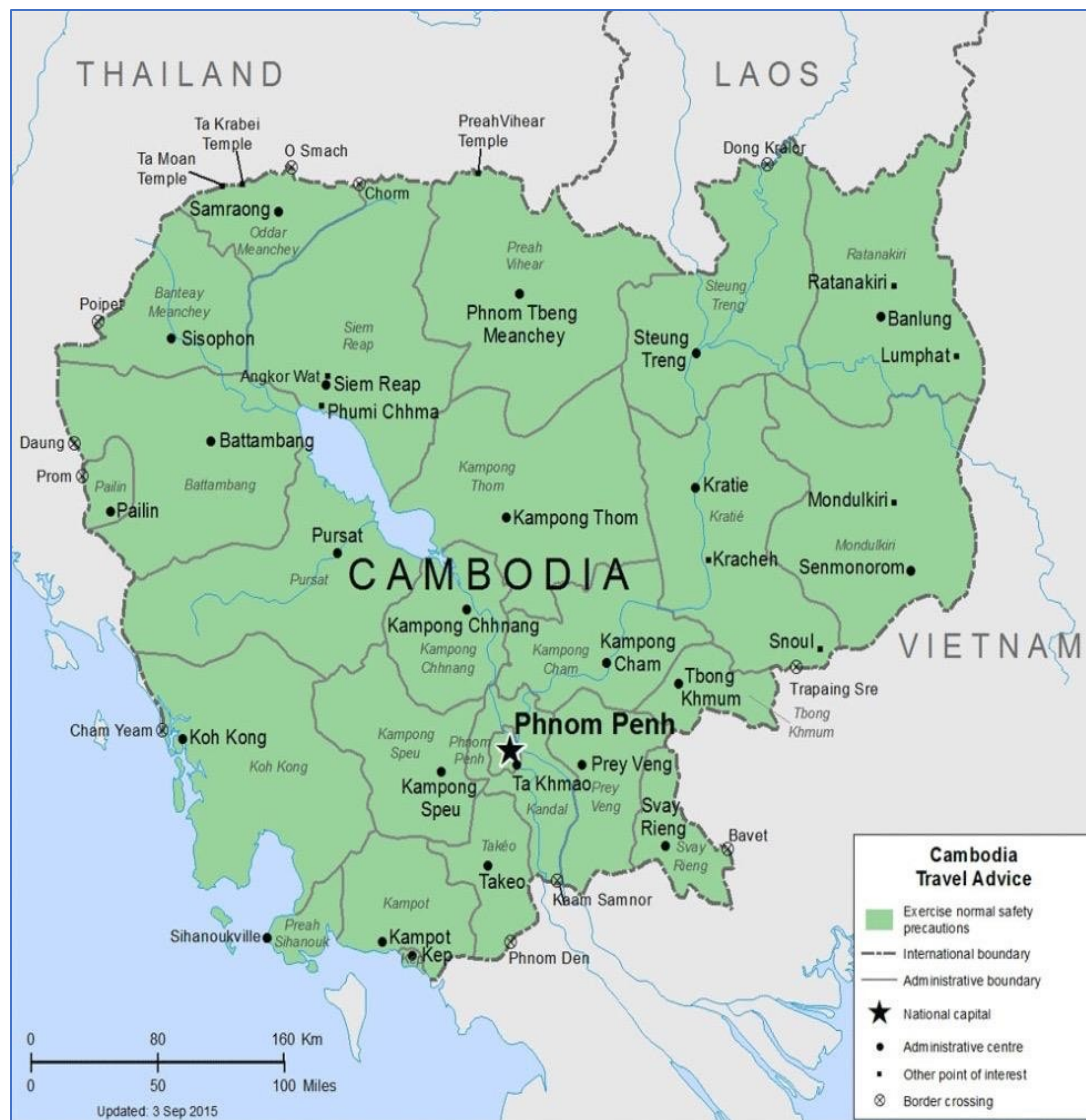 THAILAND
LAOS
Ta Krabei
Temple
O Smach
PreahVihear
Temple
Ta Moan
Temple
Dong Kralor
Chorm
Samraong
Oddar
Meanchey
Preah
Vihear
Ratanakiri
Ratanakiri
Steung
Treng
Banteay
Meanchey
Poipet
Sisophon
Siem
Reap
Phnom Tbeng
Meanchey
Steung
Treng
Banlung
Lumphat
Angkor Wat
Siem Reap
Phumi Chhma
Daung
Battambang
Prom
Pailin
Battambang
Pailin
Kampong
Thom
Kampong Thom
Kratie
Kratié
Mondulkiri
Pursat
Pursat
CAMBODIA
Kracheh
Mondulkiri
Senmonorom
Kampong Chhnang
Kampong
Chhnang
Kampong
Cham
Kampong
Cham
Snoul
VIETNAM
Tbong
Khmum
Trapaing Sre
Tbong
Khmum
Cham Yeam
Koh Kong
Koh Kong
Kampong
Speu
Kampong
Speu
Phnom
Penh
Phnom Penh
Ta Khmao
Kandal
Prey Veng
Prey
Veng
Svay
Rieng
Svay
Rieng
Bavet
Takéo
Takeo
Kaam Samnor
Kampot
Preah
Sihanouk
Sihanoukville
Kampot
Kep
Kep
Phnom Den
Cambodia
Travel Advice
Exercise normal safety
precautions
International boundary
Administrative boundary
National capital
Administrative centre
Other point of interest
Border crossing
0 80 160 Km
0 50 100 Miles
Updated: 3 Sep 2015